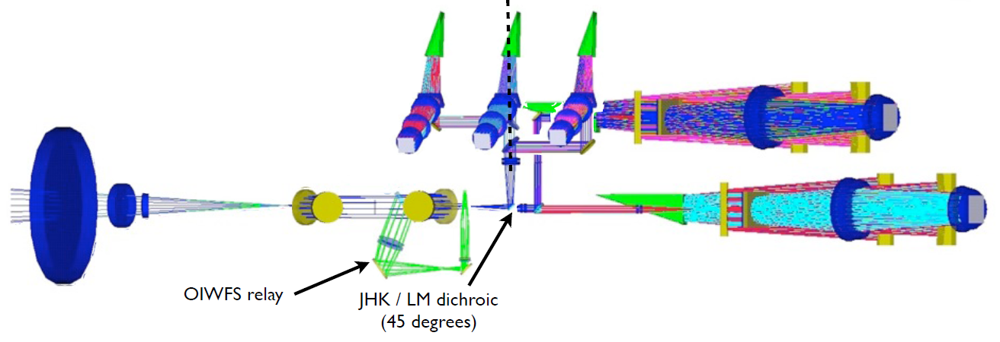 OIWFS relay
JHK / LM dichroic
(45 degrees)